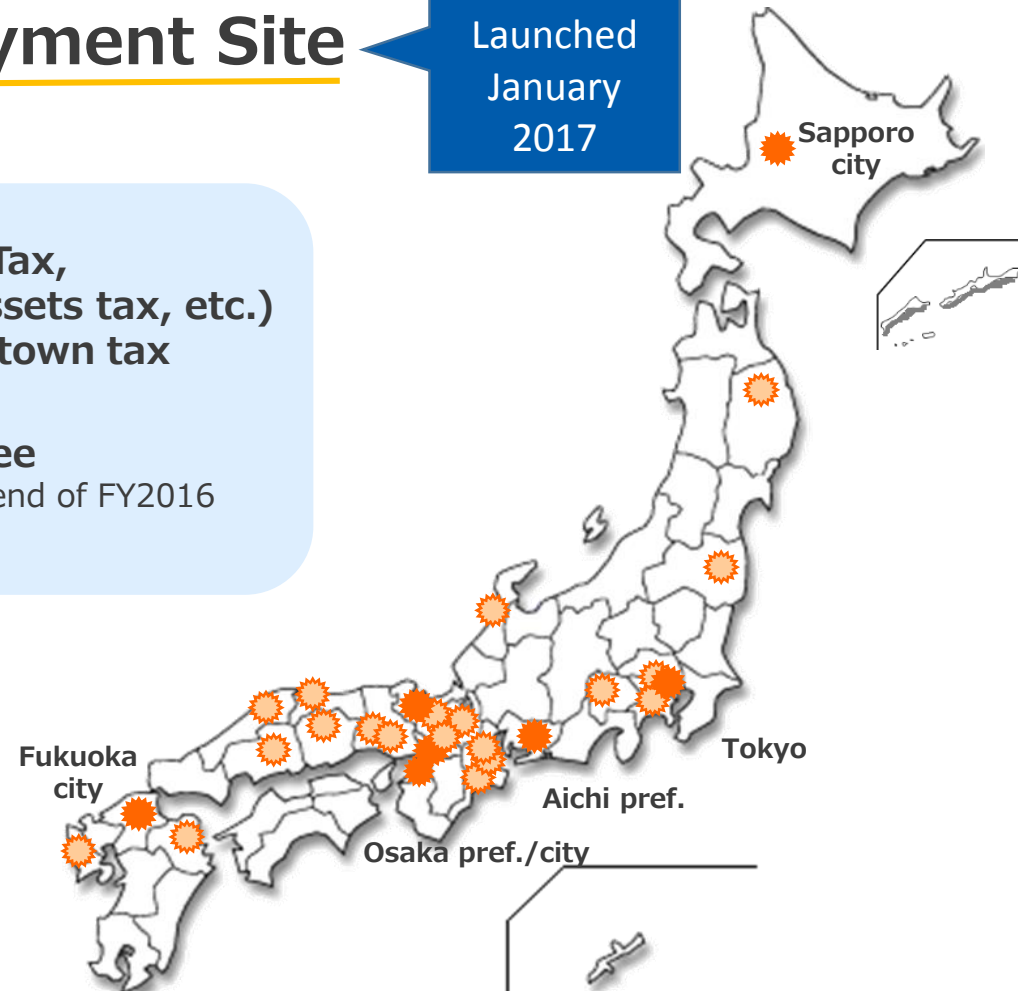 yment Site
Launched
January
2017
Tax,
ssets tax, etc.)
town tax
ee
end of FY2016
Sapporo
city
Fukuoka
city
Tokyo
Aichi pref.
Osaka pref./city